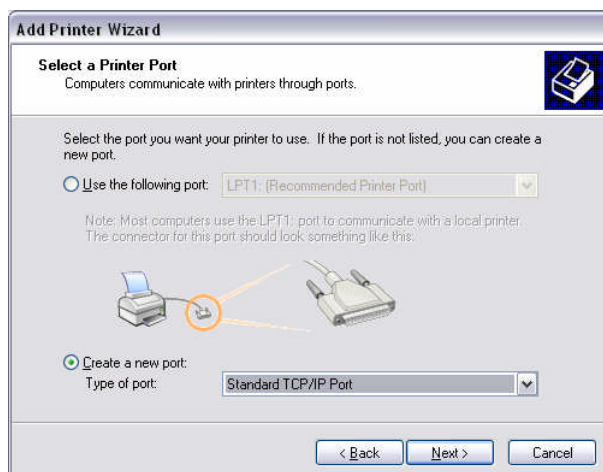 Add Printer Wizard
Select a Printer Port
Computers communicate with printers through ports.
Select the port you want your printer to use. If the port is not listed, you can create a
new port.
Use the following port: LPT1: (Recommended Printer Port)
Note: Most computers use the LPT1: port to communicate with a local printer.
The connector for this port should look something like this:
Create a new port:
Type of port: Standard TCP/IP Port
< Back Next > Cancel